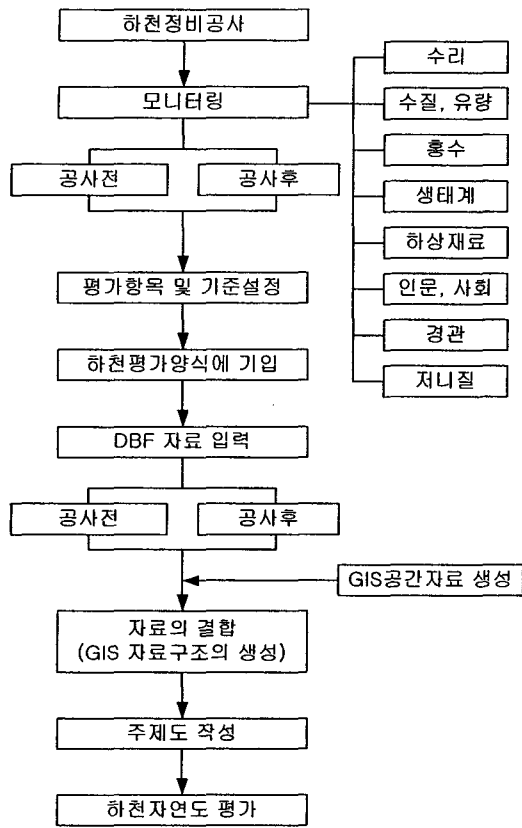 하천정비공사
모니터링
공사전
공사후
수리
수질, 유량
홍수
생태계
하상재료
인문, 사회
경관
저니질
평가항목 및 기준설정
하천평가양식에 기입
DBF 자료 입력
공사전
공사후
GIS공간자료 생성
자료의 결합
(GIS 자료구조의 생성)
주제도 작성
하천자연도 평가